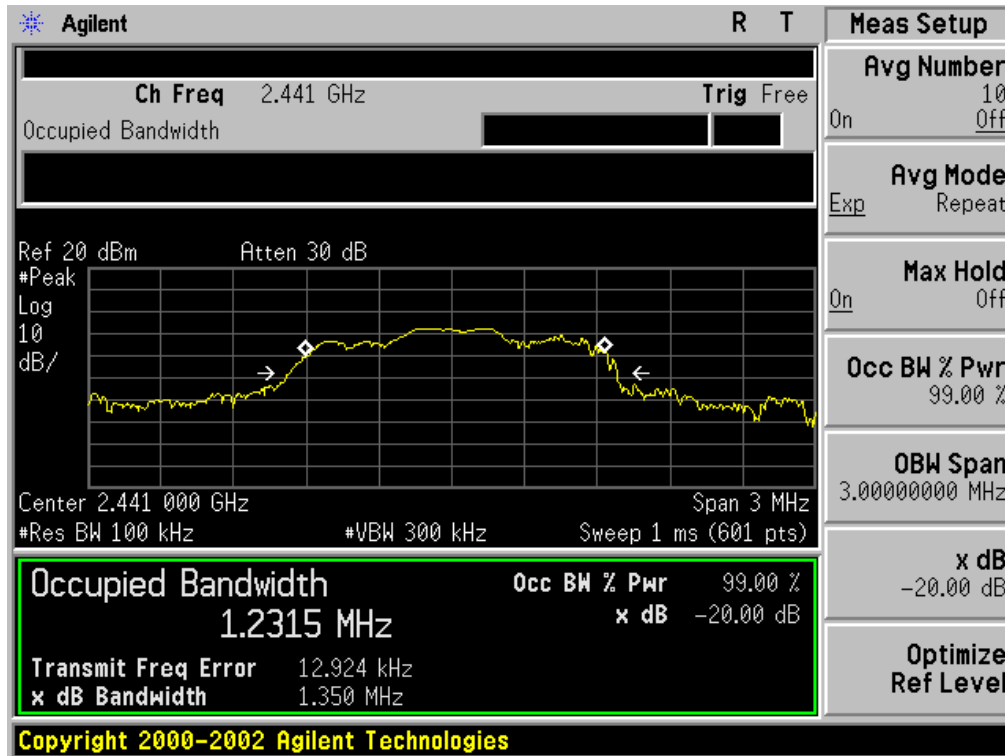 Agilent R T
Meas Setup
Avg Number
10
On Off
Ch Freq 2.441 GHz Trig Free
Occupied Bandwidth
Avg Mode
Exp Repeat
Ref 20 dBm Atten 30 dB
#Peak
Log
10
dB/
Max Hold
On Off
Occ BW % Pwr
99.00 %
OBW Span
3.00000000 MHz
Center 2.441 000 GHz Span 3 MHz
#Res BW 100 kHz #VBW 300 kHz Sweep 1 ms (601 pts)
x dB
-20.00 dB
Occupied Bandwidth Occ BW % Pwr 99.00 %
1.2315 MHz x dB -20.00 dB
Transmit Freq Error 12.924 kHz
x dB Bandwidth 1.350 MHz
Optimize
Ref Level
Copyright 2000-2002 Agilent Technologies